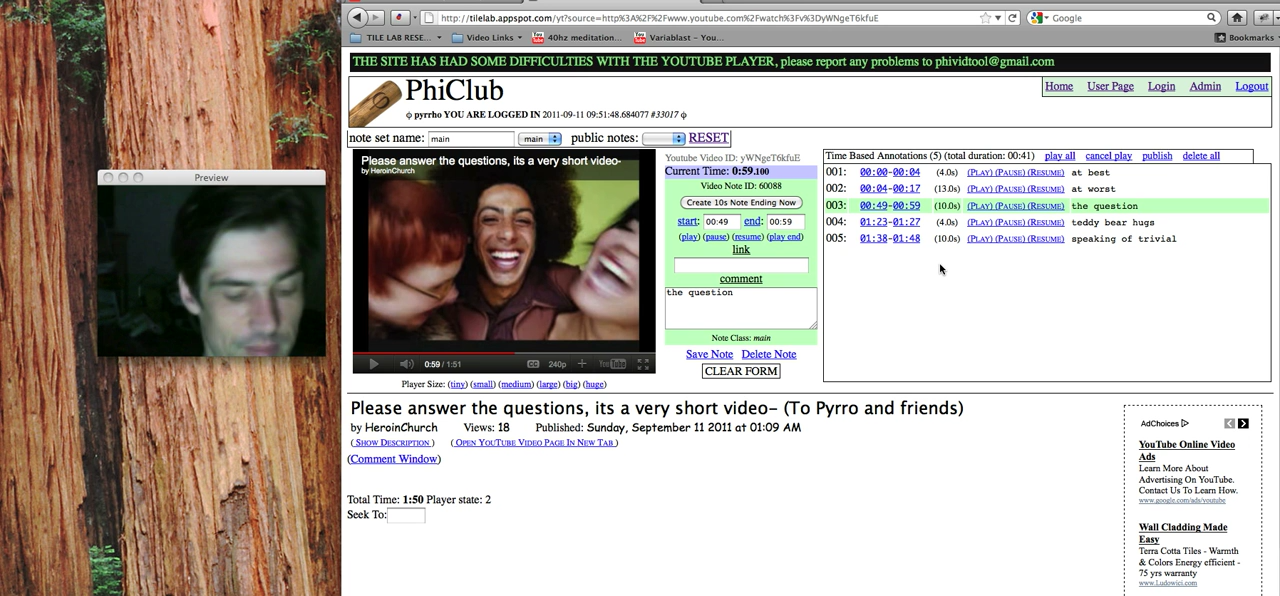 http://tilelab.appspot.com/yt?source=http%3A%2F%2Fwww.youtube.com%2Fwatch%3Fv%3DyWNgeT6kfuE
Google
TILE LAB RESE...
Video Links
40hz meditation...
Variablast – You...
Bookmarks
THE SITE HAS HAD SOME DIFFICULTIES WITH THE YOUTUBE PLAYER, please report any problems to phividtool@gmail.com
PhiClub
Home User Page Login Admin Logout
φ pyrrho YOU ARE LOGGED IN 2011-09-11 09:51:48.684077 #33017 φ
note set name: main main public notes: RESET
Preview
Please answer the questions, its a very short video-
by HeroinChurch
0:59 / 1:51
CC
240p
You Tube
Player Size: (tiny) (small) (medium) (large) (big) (huge)
Youtube Video ID: yWNgeT6kfuE
Current Time: 0:59.100
Video Note ID: 60088
Create 10s Note Ending Now
start: 00:49 end: 00:59
(play) (pause) (resume) (play end)
link
comment
the question
Note Class: main
Save Note Delete Note
CLEAR FORM
Time Based Annotations (5) (total duration: 00:41) play all cancel play publish delete all
001: 00:00-00:04 (4.0s) (PLAY) (PAUSE) (RESUME) at best
002: 00:04-00:17 (13.0s) (PLAY) (PAUSE) (RESUME) at worst
003: 00:49-00:59 (10.0s) (PLAY) (PAUSE) (RESUME) the question
004: 01:23-01:27 (4.0s) (PLAY) (PAUSE) (RESUME) teddy bear hugs
005: 01:38-01:48 (10.0s) (PLAY) (PAUSE) (RESUME) speaking of trivial
Please answer the questions, its a very short video- (To Pyrro and friends)
by HeroinChurch Views: 18 Published: Sunday, September 11 2011 at 01:09 AM
( SHOW DESCRIPTION ) ( OPEN YOUTUBE VIDEO PAGE IN NEW TAB )
(Comment Window)
Total Time: 1:50 Player state: 2
Seek To:
AdChoices
YouTube Online Video
Ads
Learn More About
Advertising On YouTube.
Contact Us To Learn How.
www.google.com/ads/youtube
Wall Cladding Made
Easy
Terra Cotta Tiles - Warmth
& Colors Energy efficient -
75 yrs warranty
www.Ludowici.com